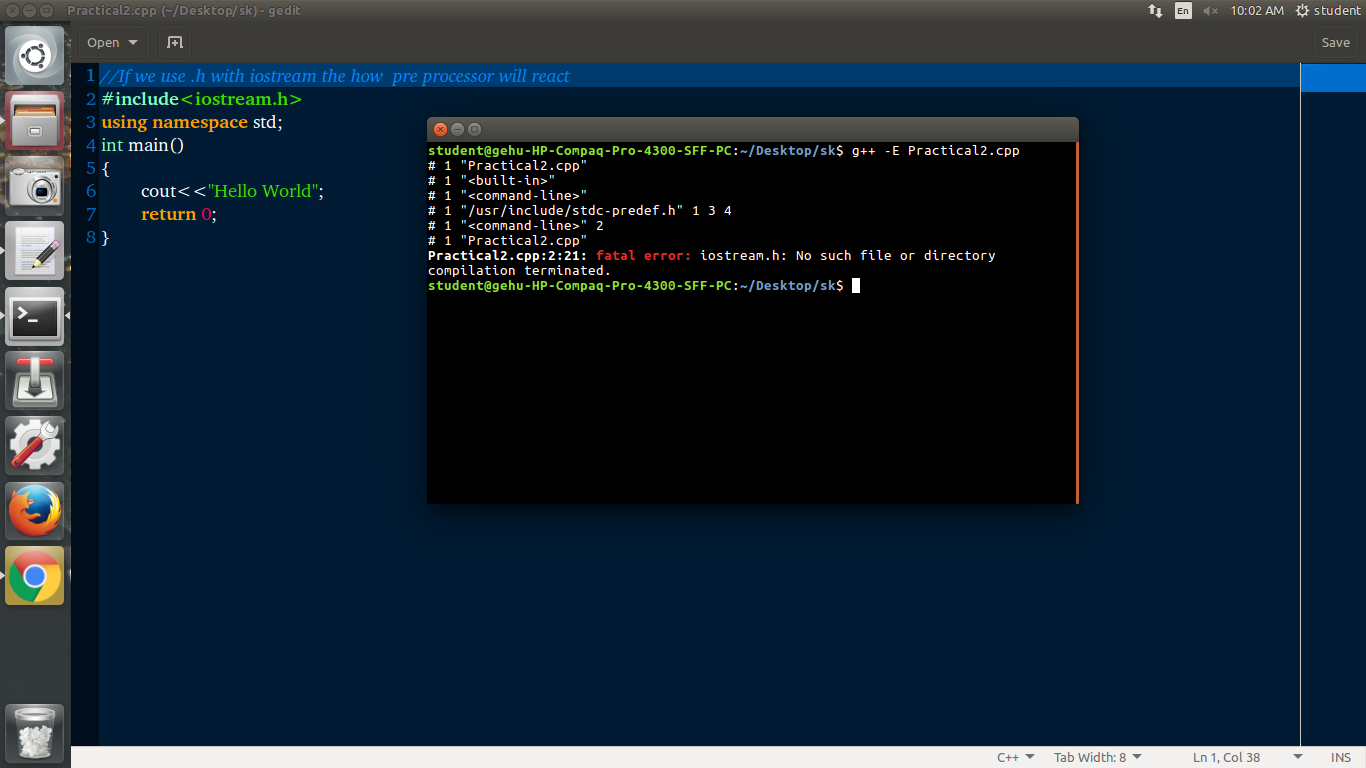 Practical2.cpp (~/Desktop/sk) - gedit
En
10:02 AM
student
Open
Save
1 //If we use .h with iostream the how  pre processor will react
2 #include<iostream.h>
3 using namespace std;
4 int main()
5 {
6 	cout<<"Hello World";
7 	return 0;
8 }
student@gehu-HP-Compaq-Pro-4300-SFF-PC:~/Desktop/sk$ g++ -E Practical2.cpp
# 1 "Practical2.cpp"
# 1 "<built-in>"
# 1 "<command-line>"
# 1 "/usr/include/stdc-predef.h" 1 3 4
# 1 "<command-line>" 2
# 1 "Practical2.cpp"
Practical2.cpp:2:21: fatal error: iostream.h: No such file or directory
compilation terminated.
student@gehu-HP-Compaq-Pro-4300-SFF-PC:~/Desktop/sk$
>_
C++
Tab Width: 8
Ln 1, Col 38
INS